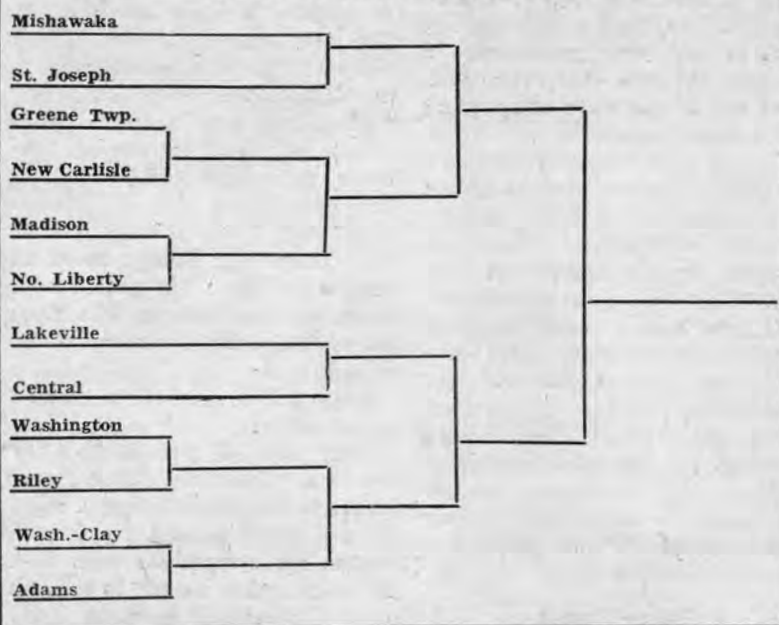 Mishawaka
St. Joseph
Greene Twp.
New Carlisle
Madison
No. Liberty
Lakeville
Central
Washington
Riley
Wash.-Clay
Adams